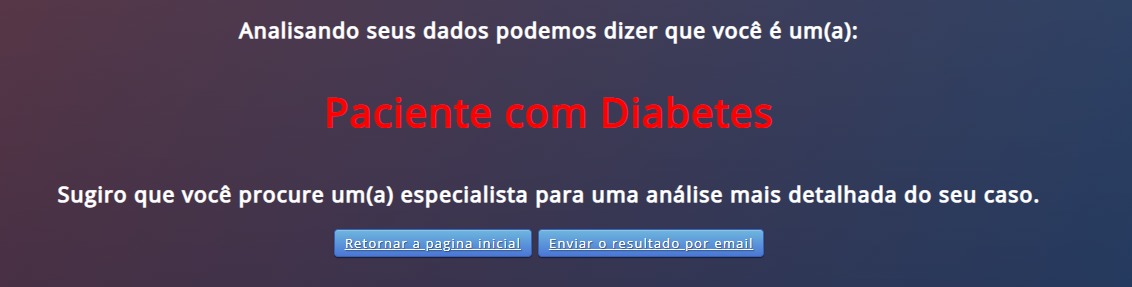 Analisando seus dados podemos dizer que você é um(a):
Paciente com Diabetes
Sugiro que você procure um(a) especialista para uma análise mais detalhada do seu caso.
Retornar a pagina inicial Enviar o resultado por email